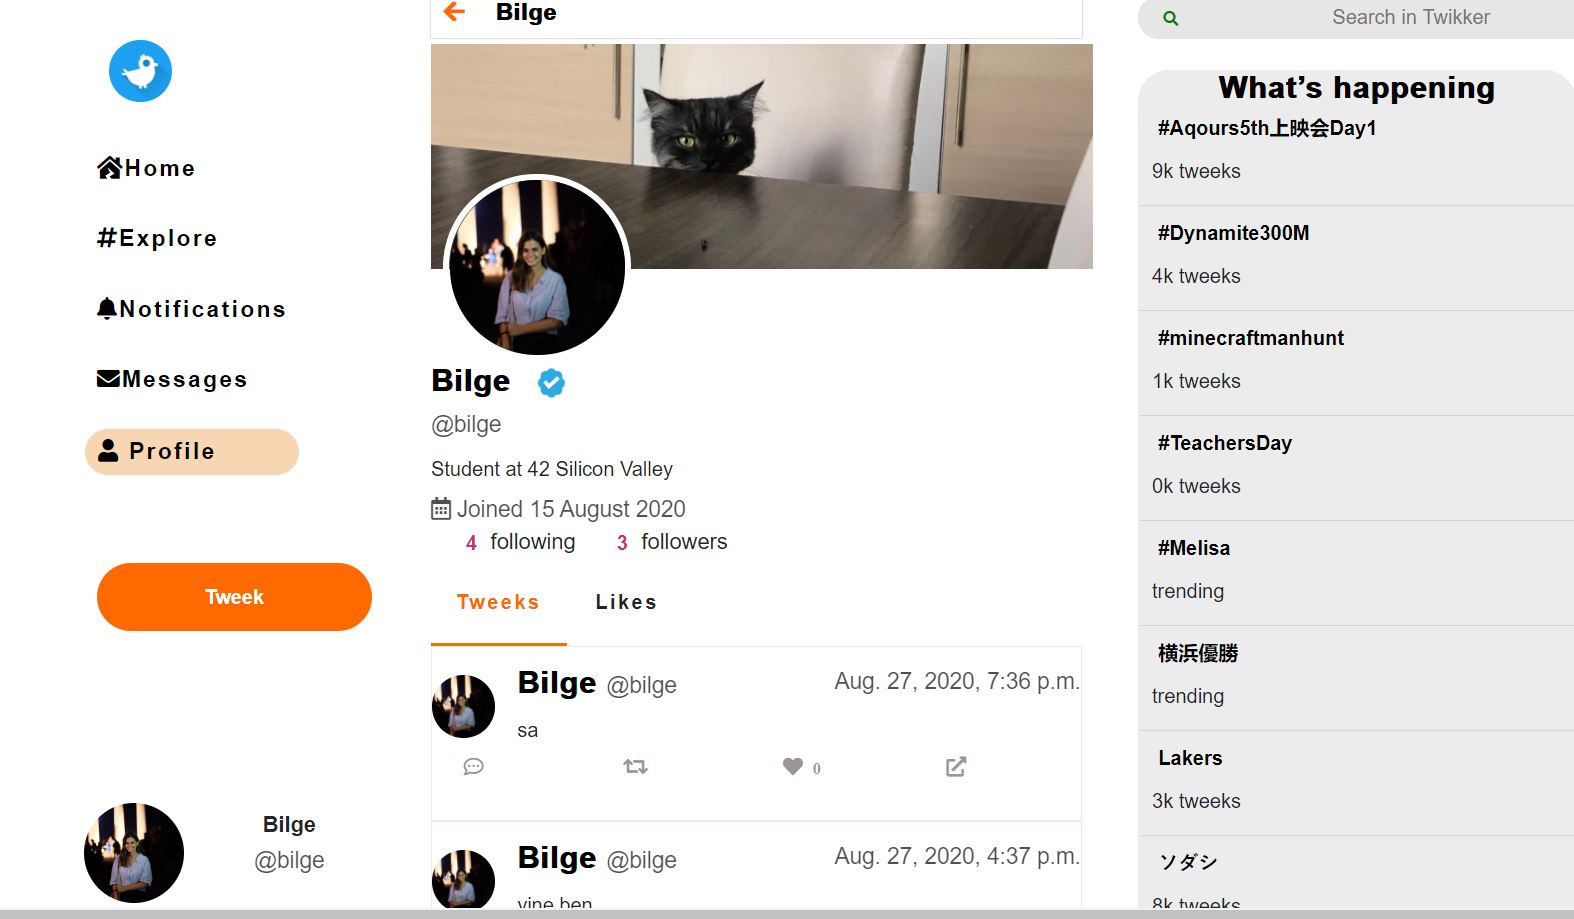 Home
Explore
Notifications
Messages
Profile
Tweek
Bilge
@bilge
Bilge
Bilge
@bilge
Student at 42 Silicon Valley
Joined 15 August 2020
4 following 3 followers
Tweeks Likes
Bilge @bilge Aug. 27, 2020, 7:36 p.m.
sa
0
Bilge @bilge Aug. 27, 2020, 4:37 p.m.
yine ben
Search in Twikker
What's happening
#Aqours5th上映会Day1
9k tweeks
#Dynamite300M
4k tweeks
#minecraftmanhunt
1k tweeks
#TeachersDay
0k tweeks
#Melisa
trending
横浜優勝
trending
Lakers
3k tweeks
ソダシ
8k tweeks